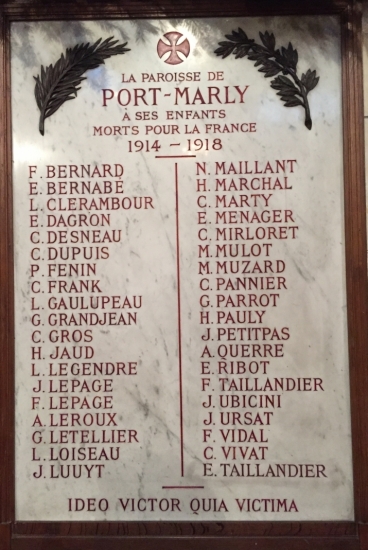 LA PAROISSE DE
PORT-MARLY
À SES ENFANTS
MORTS POUR LA FRANCE
1914 – 1918
F. BERNARD
E. BERNABÉ
L. CLERAMBOUR
E. DAGRON
C. DESNEAU
C. DUPUIS
P. FENIN
C. FRANK
L. GAULUPEAU
G. GRANDJEAN
C. GROS
H. JAUD
L. LEGENDRE
J. LEPAGE
F. LEPAGE
A. LEROUX
G. LETELLIER
L. LOISEAU
J. LUUYT
N. MAILLANT
H. MARCHAL
C. MARTY
E. MENAGER
C. MIRLORET
M. MULOT
M. MUZARD
C. PANNIER
G. PARROT
H. PAULY
J. PETITPAS
A. QUERRE
E. RIBOT
F. TAILLANDIER
J. UBICINI
J. URSAT
F. VIDAL
C. VIVAT
E. TAILLANDIER
IDEO VICTOR QUIA VICTIMA